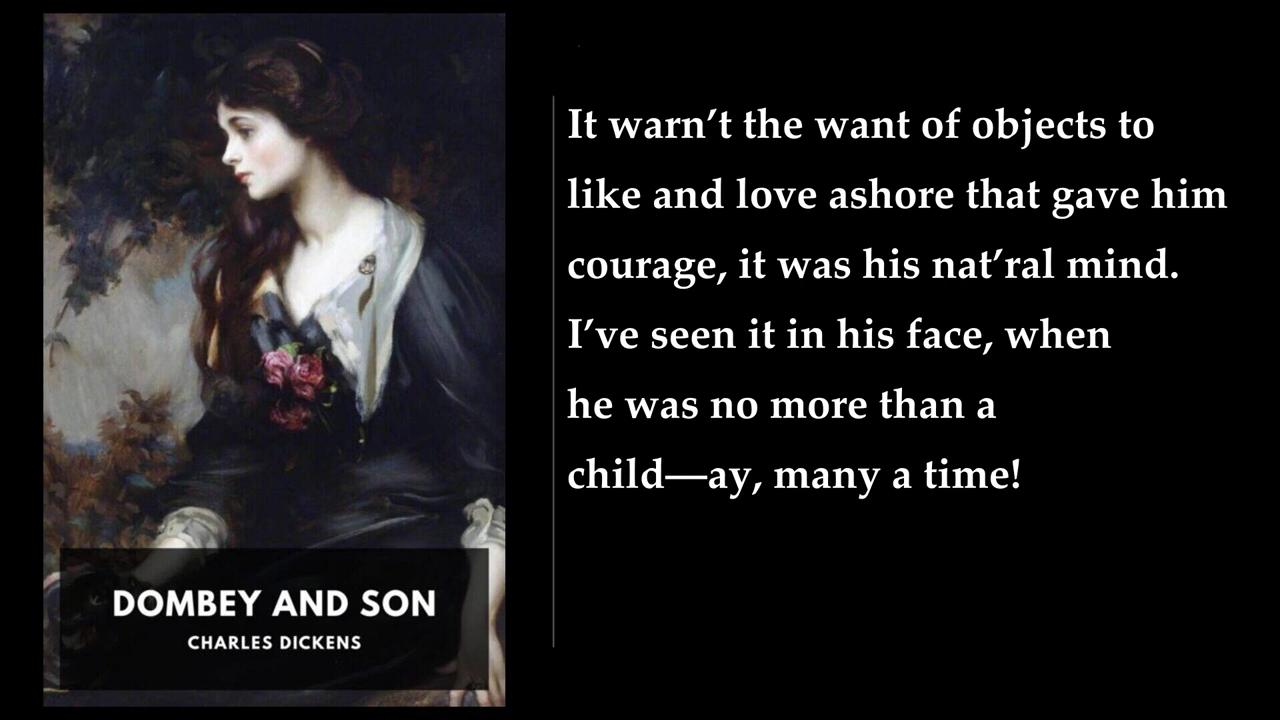 It warn’t the want of objects to
like and love ashore that gave him
courage, it was his nat’ral mind.
I’ve seen it in his face, when
he was no more than a
child—ay, many a time!
DOMBEY AND SON
CHARLES DICKENS